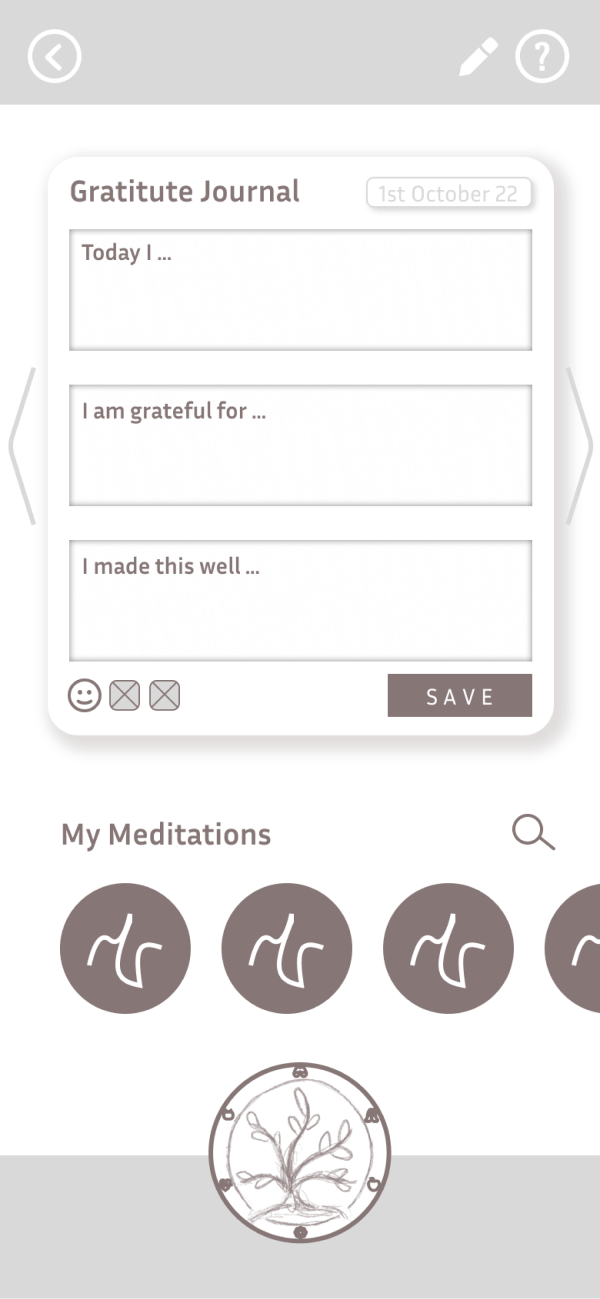 ?
Gratitute Journal
1st October 22
Today I ...
I am grateful for ...
I made this well ...
SAVE
My Meditations